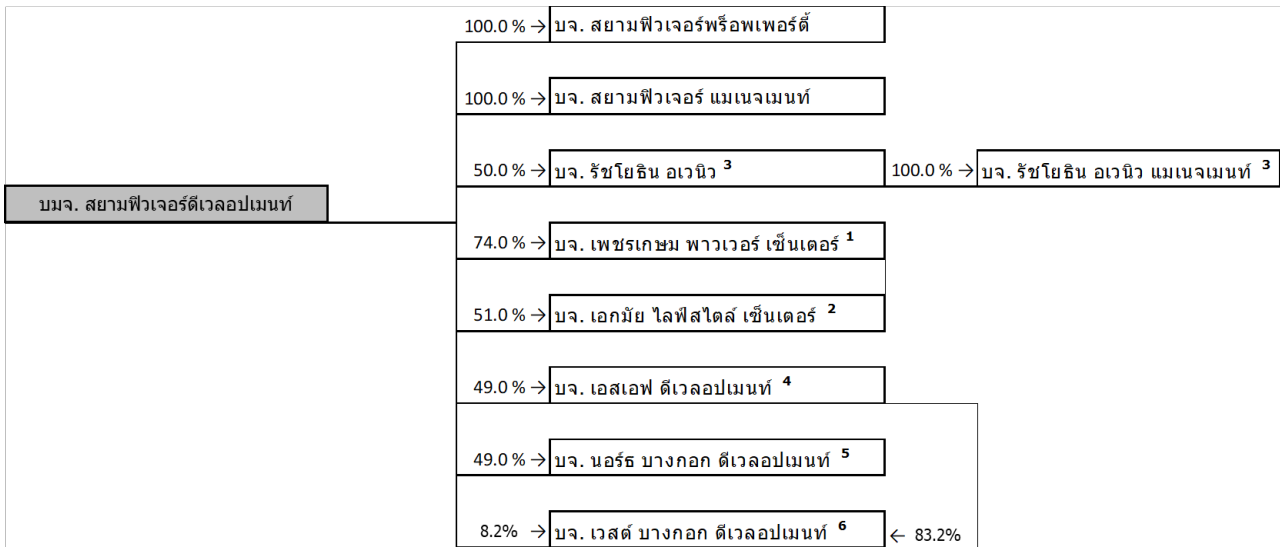 100.0 % → บจ. สยามฟิวเจอร์พร็อพเพอร์ตี้
100.0 % → บจ. สยามฟิวเจอร์ แมเนจเมนท์
50.0 % → บจ. รัชโยธิน อเวนิว ³ 100.0 % → บจ. รัชโยธิน อเวนิว แมเนจเมนท์ ³
บมจ. สยามฟิวเจอร์ดีเวลอปเมนท์
74.0 % → บจ. เพชรเกษม พาวเวอร์ เซ็นเตอร์ ¹
51.0 % → บจ. เอกมัย ไลฟ์สไตล์ เซ็นเตอร์ ²
49.0 % → บจ. เอสเอฟ ดีเวลอปเมนท์ ⁴
49.0 % → บจ. นอร์ธ บางกอก ดีเวลอปเมนท์ ⁵
8.2% → บจ. เวสต์ บางกอก ดีเวลอปเมนท์ ⁶ ← 83.2%